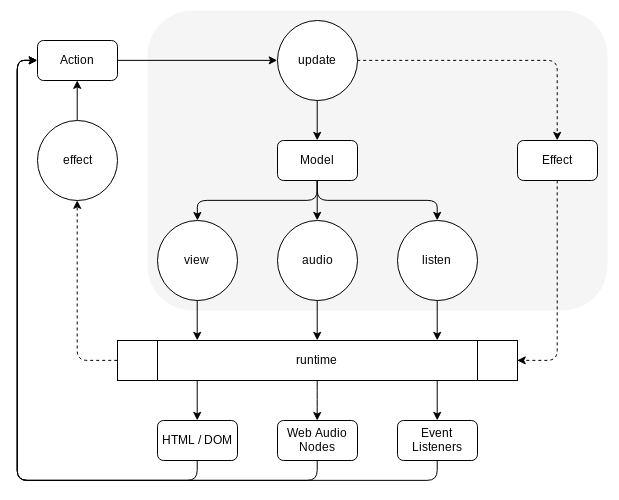 Action
update
effect
Model
Effect
view
audio
listen
runtime
HTML / DOM
Web Audio
Nodes
Event
Listeners